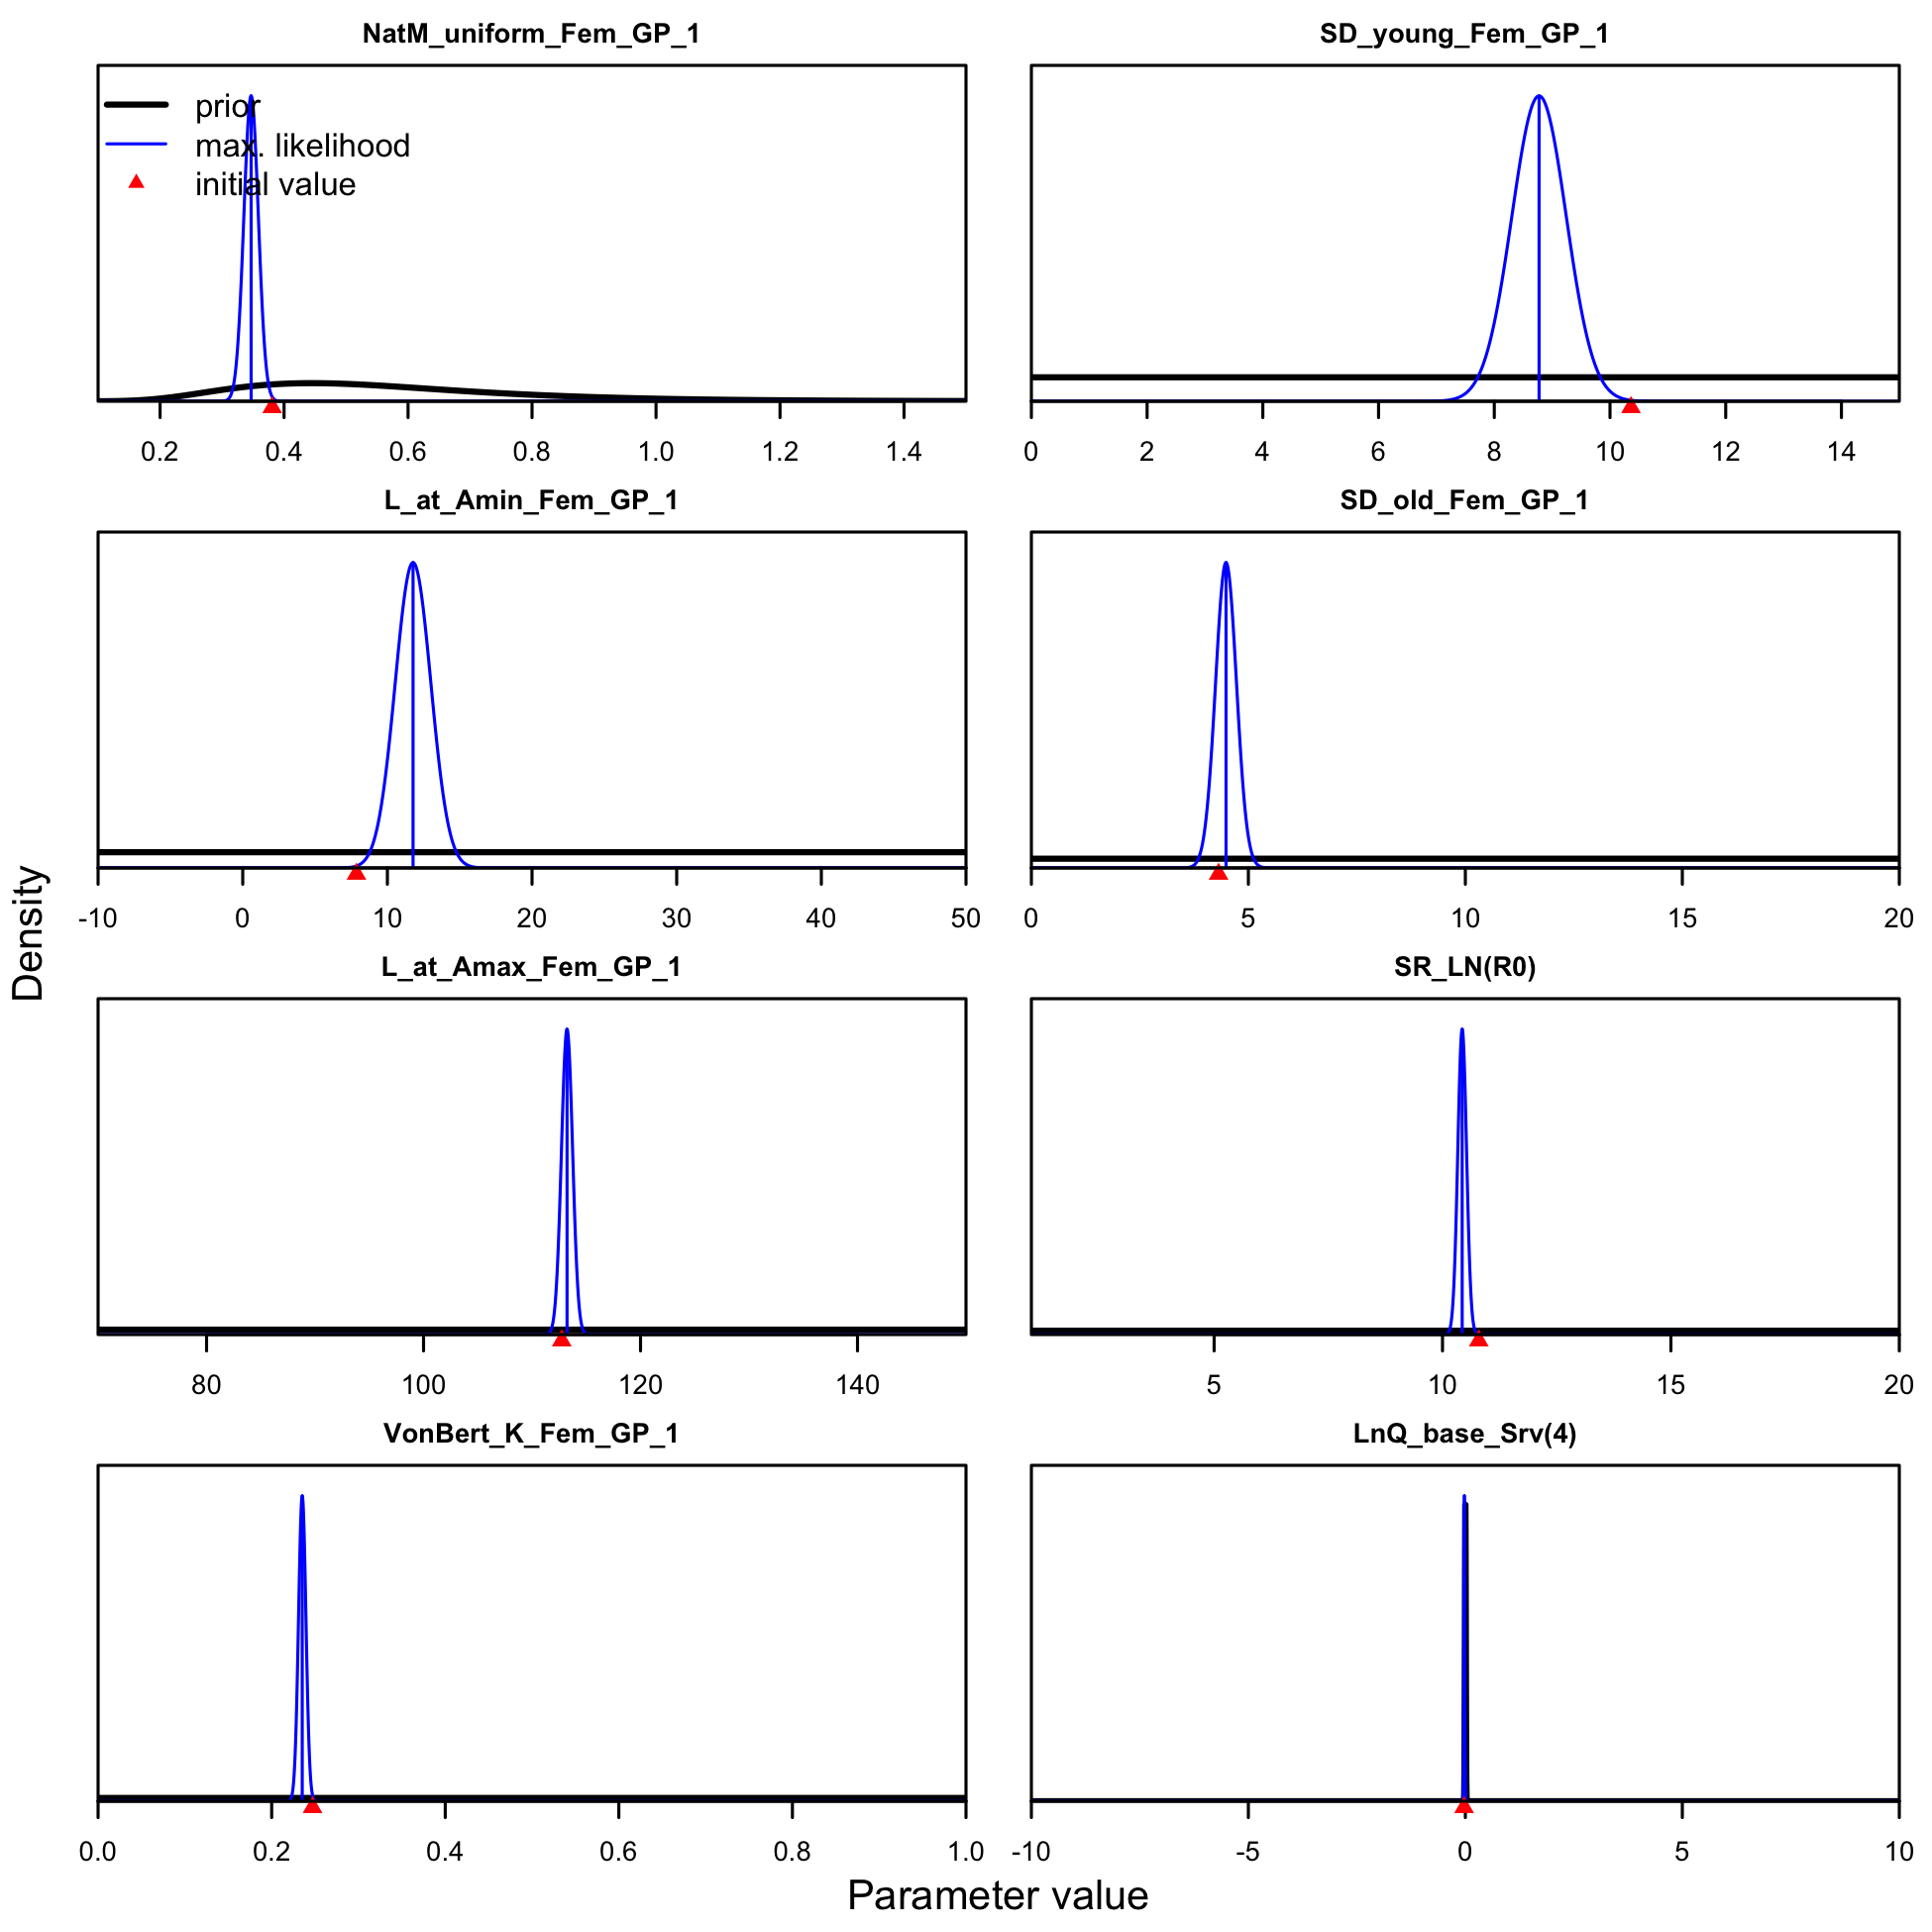 NatM_uniform_Fem_GP_1
prior
max. likelihood
initial value
0.2 0.4 0.6 0.8 1.0 1.2 1.4
SD_young_Fem_GP_1
0 2 4 6 8 10 12 14
L_at_Amin_Fem_GP_1
-10 0 10 20 30 40 50
SD_old_Fem_GP_1
0 5 10 15 20
L_at_Amax_Fem_GP_1
80 100 120 140
SR_LN(R0)
5 10 15 20
VonBert_K_Fem_GP_1
0.0 0.2 0.4 0.6 0.8 1.0
LnQ_base_Srv(4)
-10 -5 0 5 10
Density
Parameter value